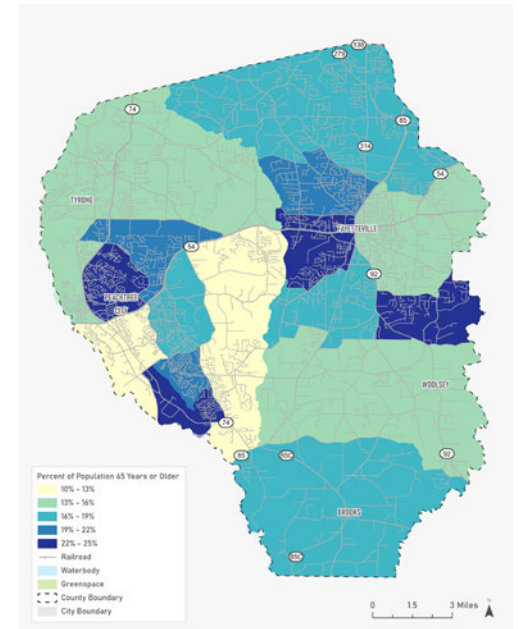 138
279
74
85
314
54
TYRONE
FAYETTEVILLE
54
92
PEACHTREE
CITY
WOOLSEY
74
85
85C
92
BROOKS
85C
Percent of Population 65 Years or Older
10% - 13%
13% - 16%
16% - 19%
19% - 22%
22% - 25%
Railroad
Waterbody
Greenspace
County Boundary
City Boundary
0 1.5 3 Miles
N